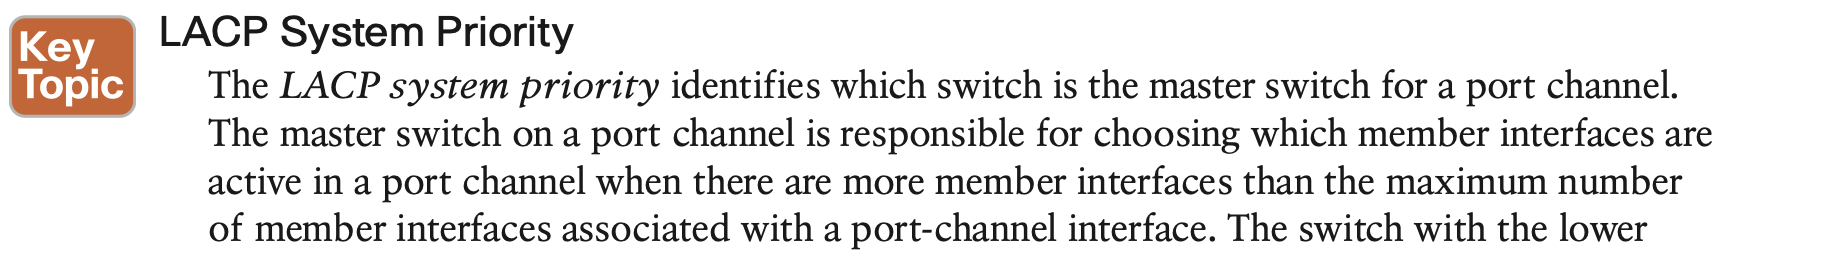 Key
Topic
LACP System Priority
The LACP system priority identifies which switch is the master switch for a port channel.
The master switch on a port channel is responsible for choosing which member interfaces are
active in a port channel when there are more member interfaces than the maximum number
of member interfaces associated with a port-channel interface. The switch with the lower